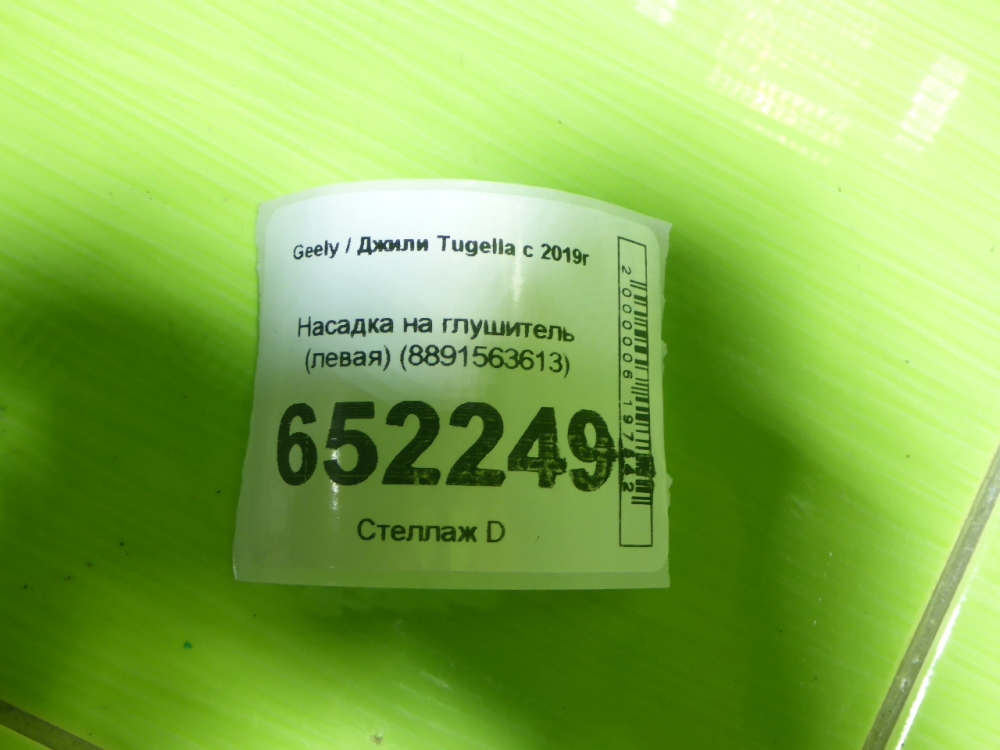 Geely / Джили Tugella с 2019г
Насадка на глушитель
(левая) (8891563613)
652249
Стеллаж D